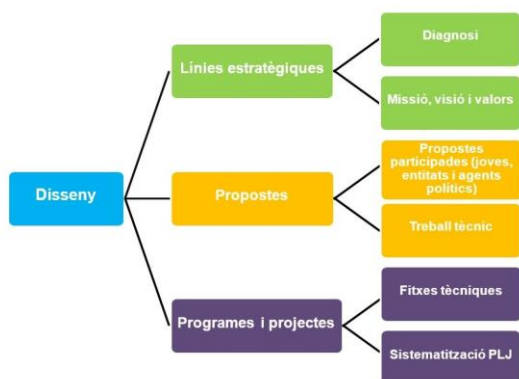 Disseny
Línies estratègiques
Diagnosi
Missió, visió i valors
Propostes
Propostes
participades (joves,
entitats i agents
polítics)
Treball tècnic
Programes i projectes
Fitxes tècniques
Sistematització PLJ